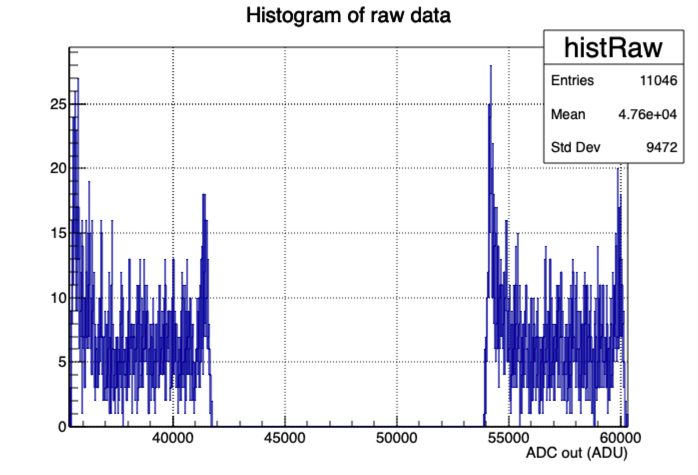 Histogram of raw data
histRaw
Entries 11046
Mean 4.76e+04
Std Dev 9472
25
20
15
10
5
0
40000 45000 50000 55000 60000
ADC out (ADU)